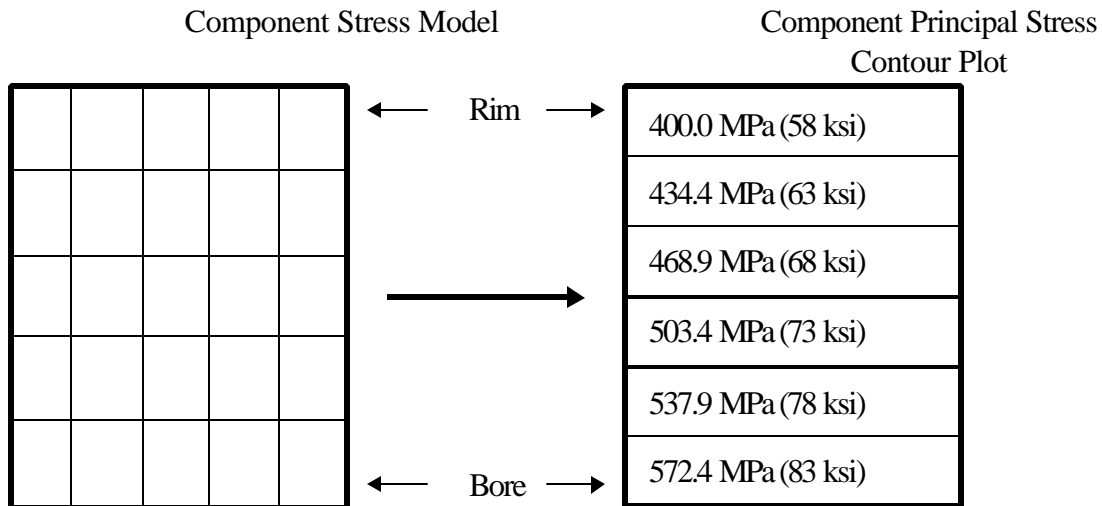 Component Stress Model
Component Principal Stress
Contour Plot
Rim
400.0 MPa (58 ksi)
434.4 MPa (63 ksi)
468.9 MPa (68 ksi)
503.4 MPa (73 ksi)
537.9 MPa (78 ksi)
572.4 MPa (83 ksi)
Bore